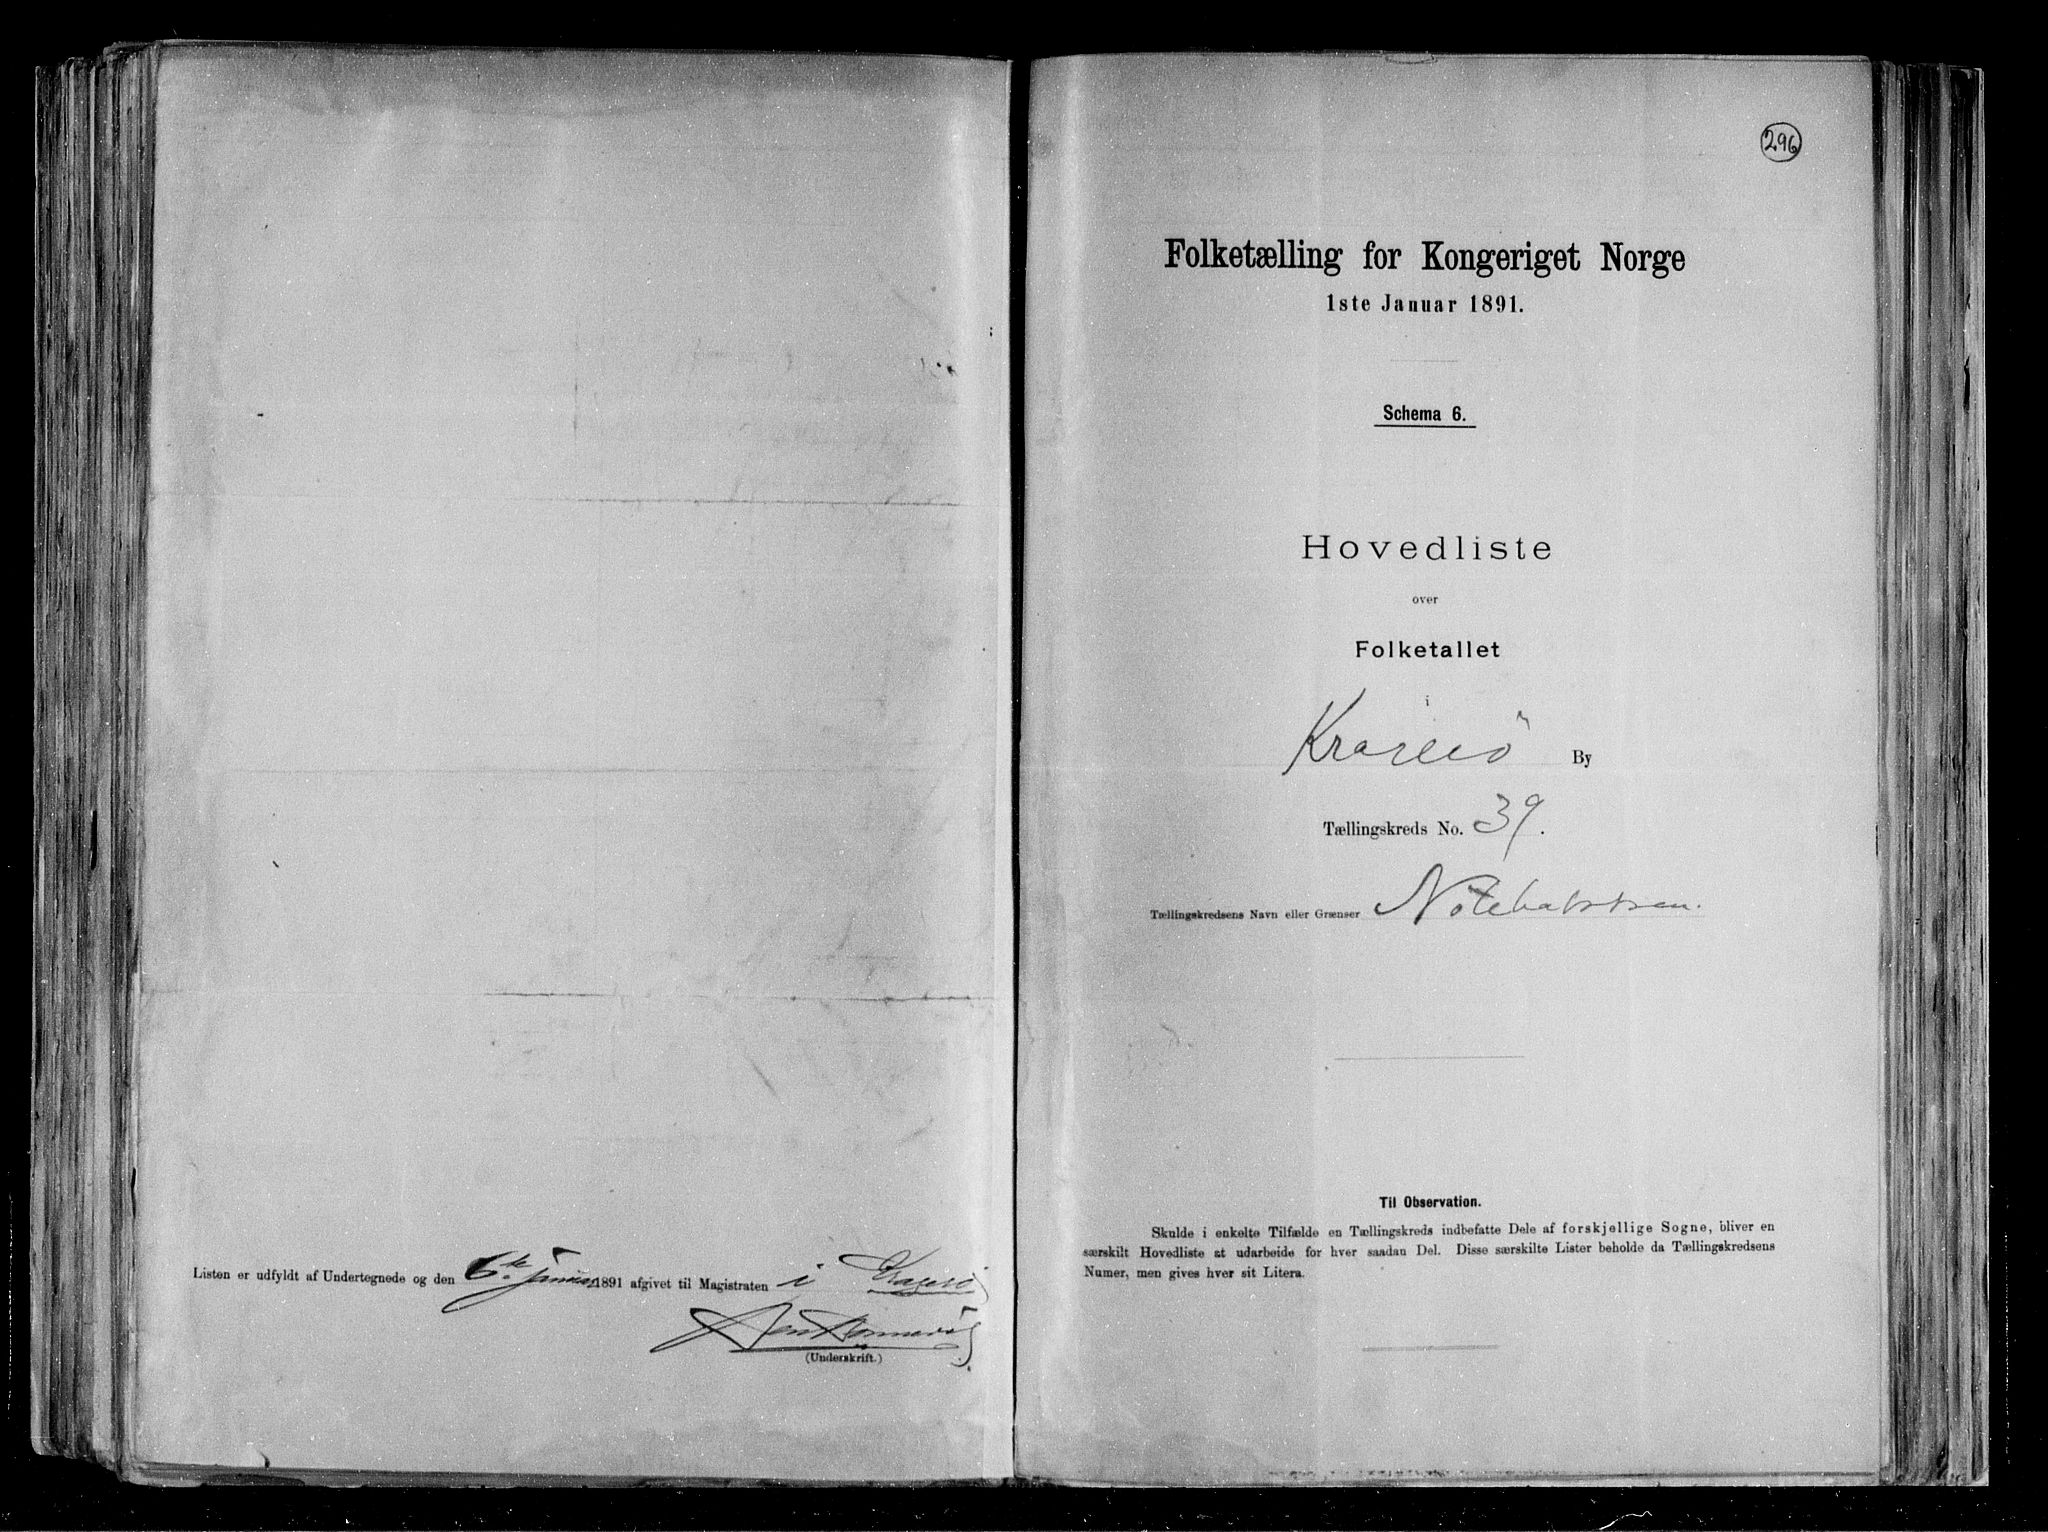 Listen er udfyldt af Undertegnede og den 6te Januar 1891 afgivet til Magistraten i Kragerø
(Underskrift.)
296
Folketælling for Kongeriget Norge
1ste Januar 1891.
Schema 6.
Hovedliste
over
Folketallet
i
Kragerø By
Tællingskreds No. 39.
Tællingskredsens Navn eller Grænser
Til Observation.
Skulde i enkelte Tilfælde en Tællingskreds indbefatte Dele af forskjellige Sogne, bliver en
særskilt Hovedliste at udarbeide for hver saadan Del. Disse særskilte Lister beholde da Tællingskredsens
Numer, men gives hver sit Litera.